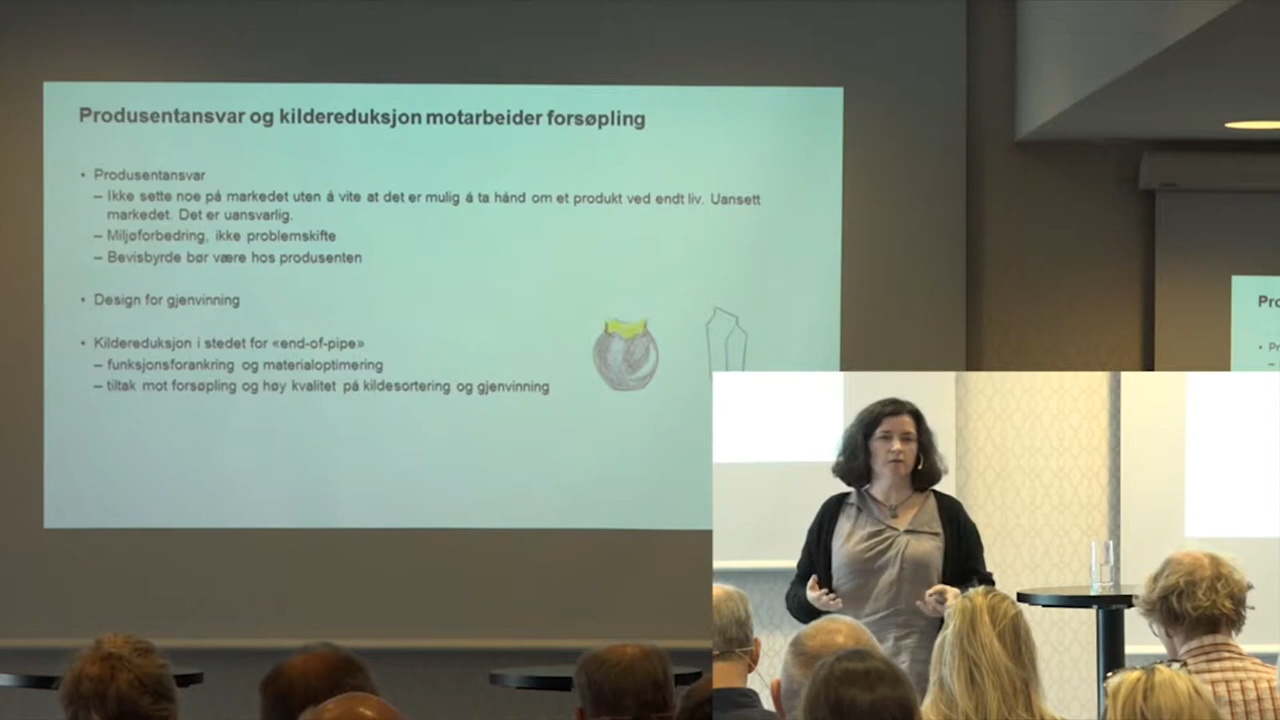 Produsentansvar og kildereduksjon motarbeider forsøpling
• Produsentansvar
– Ikke sette noe på markedet uten å vite at det er mulig å ta hånd om et produkt ved endt liv. Uansett
markedet. Det er uansvarlig.
– Miljøforbedring, ikke problemskifte
– Bevisbyrde bør være hos produsenten
• Design for gjenvinning
• Kildereduksjon i stedet for «end-of-pipe»
– funksjonsforankring og materialoptimering
– tiltak mot forsøpling og høy kvalitet på kildesortering og gjenvinning